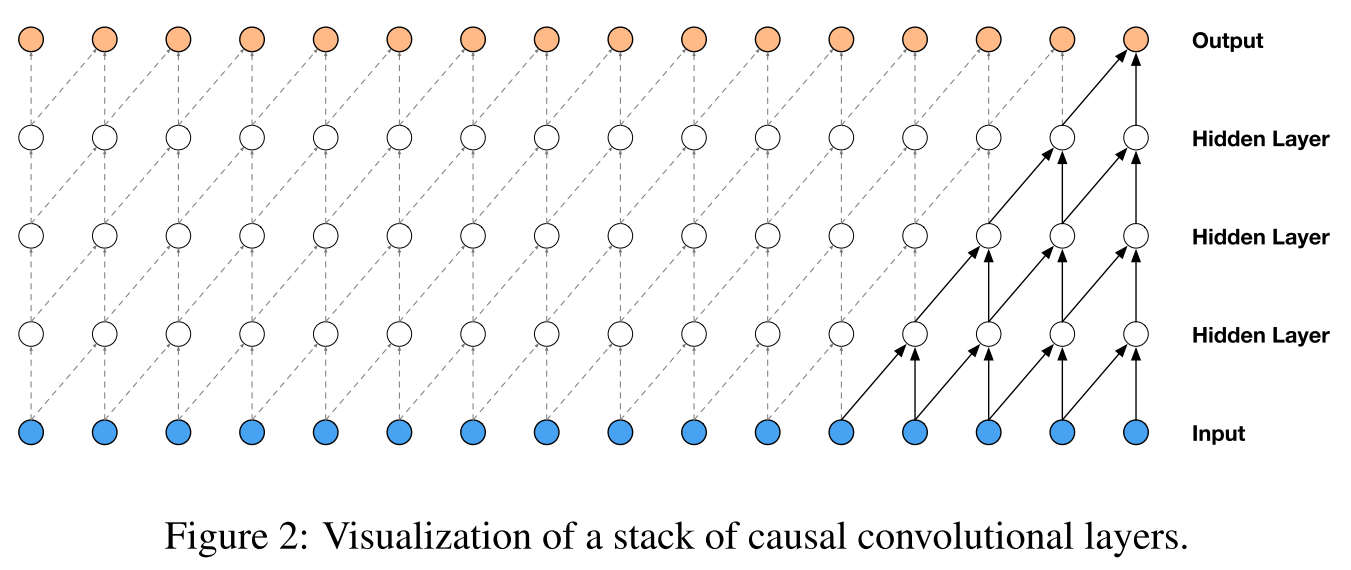 Output
Hidden Layer
Hidden Layer
Hidden Layer
Input
Figure 2: Visualization of a stack of causal convolutional layers.